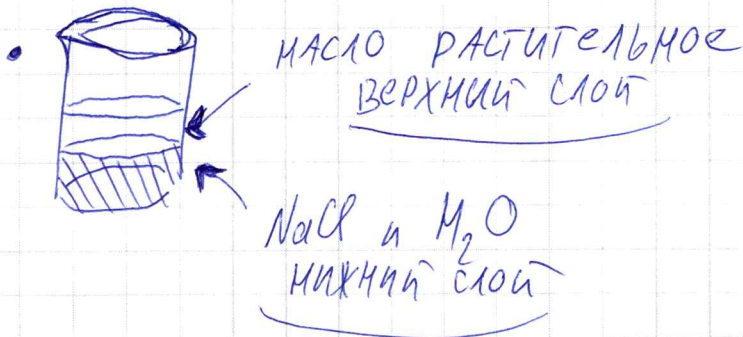 МАСЛО РАСТИТЕЛЬНОЕ
ВЕРХНИЙ СЛОЙ
NaCl и H₂O
НИЖНИЙ СЛОЙ